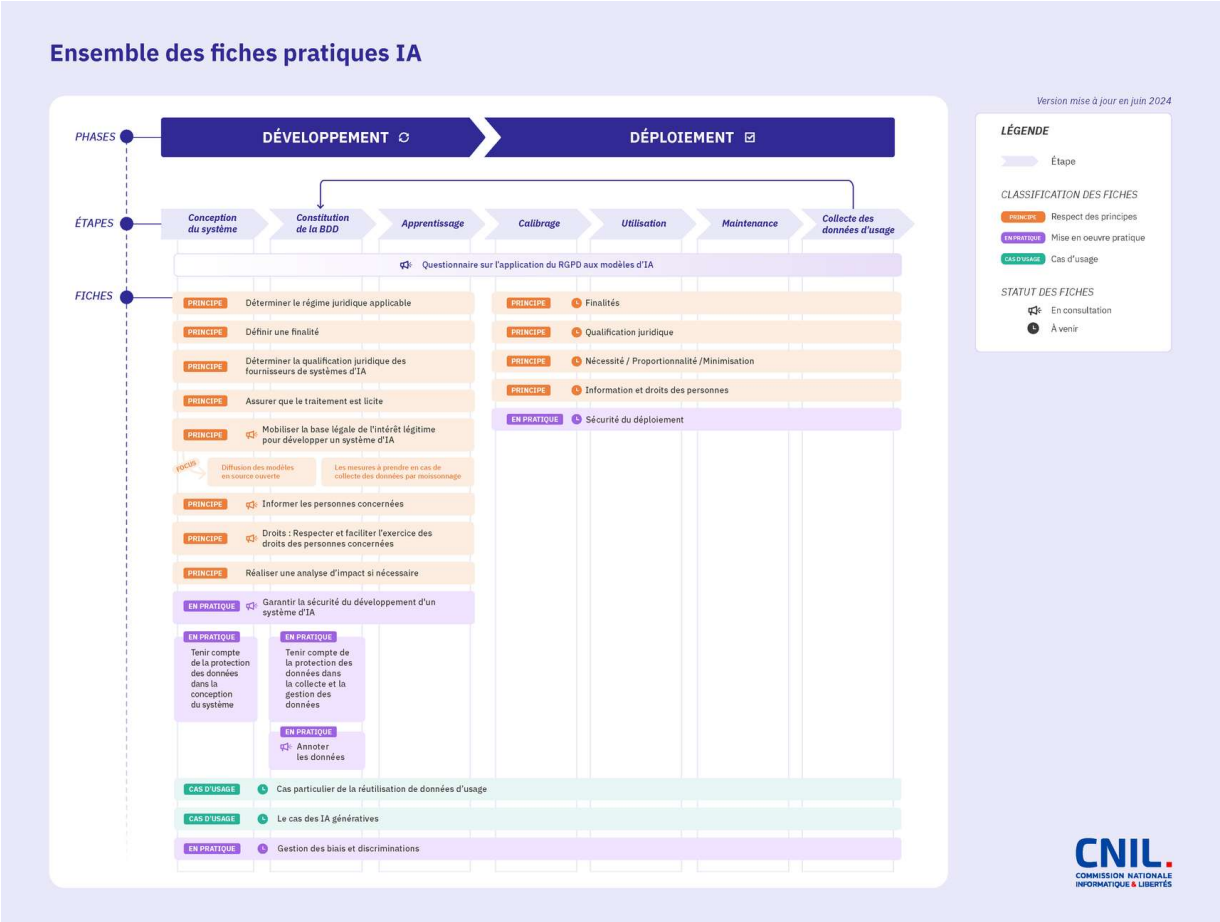 Ensemble des fiches pratiques IA
Version mise à jour en juin 2024
PHASES
DÉVELOPPEMENT
DÉPLOIEMENT
ÉTAPES
Conception
du système
Constitution
de la BDD
Apprentissage
Calibrage
Utilisation
Maintenance
Collecte des
données d'usage
Questionnaire sur l'application du RGPD aux modèles d'IA
FICHES
PRINCIPE Déterminer le régime juridique applicable
PRINCIPE Définir une finalité
PRINCIPE Déterminer la qualification juridique des
fournisseurs de systèmes d'IA
PRINCIPE Assurer que le traitement est licite
PRINCIPE Mobiliser la base légale de l'intérêt légitime
pour développer un système d'IA
FOCUS
Diffusion des modèles
en source ouverte
Les mesures à prendre en cas de
collecte des données par moissonnage
PRINCIPE Informer les personnes concernées
PRINCIPE Droits : Respecter et faciliter l'exercice des
droits des personnes concernées
PRINCIPE Réaliser une analyse d'impact si nécessaire
EN PRATIQUE Garantir la sécurité du développement d'un
système d'IA
EN PRATIQUE
Tenir compte
de la protection
des données
dans la
conception
du système
EN PRATIQUE
Tenir compte de
la protection des
données dans
la collecte et la
gestion des
données
EN PRATIQUE
Annoter
les données
PRINCIPE Finalités
PRINCIPE Qualification juridique
PRINCIPE Nécessité / Proportionnalité /Minimisation
PRINCIPE Information et droits des personnes
EN PRATIQUE Sécurité du déploiement
CAS D'USAGE Cas particulier de la réutilisation de données d'usage
CAS D'USAGE Le cas des IA génératives
EN PRATIQUE Gestion des biais et discriminations
LÉGENDE
Étape
CLASSIFICATION DES FICHES
PRINCIPE Respect des principes
EN PRATIQUE Mise en oeuvre pratique
CAS D'USAGE Cas d'usage
STATUT DES FICHES
En consultation
À venir
CNIL.
COMMISSION NATIONALE
INFORMATIQUE & LIBERTÉS